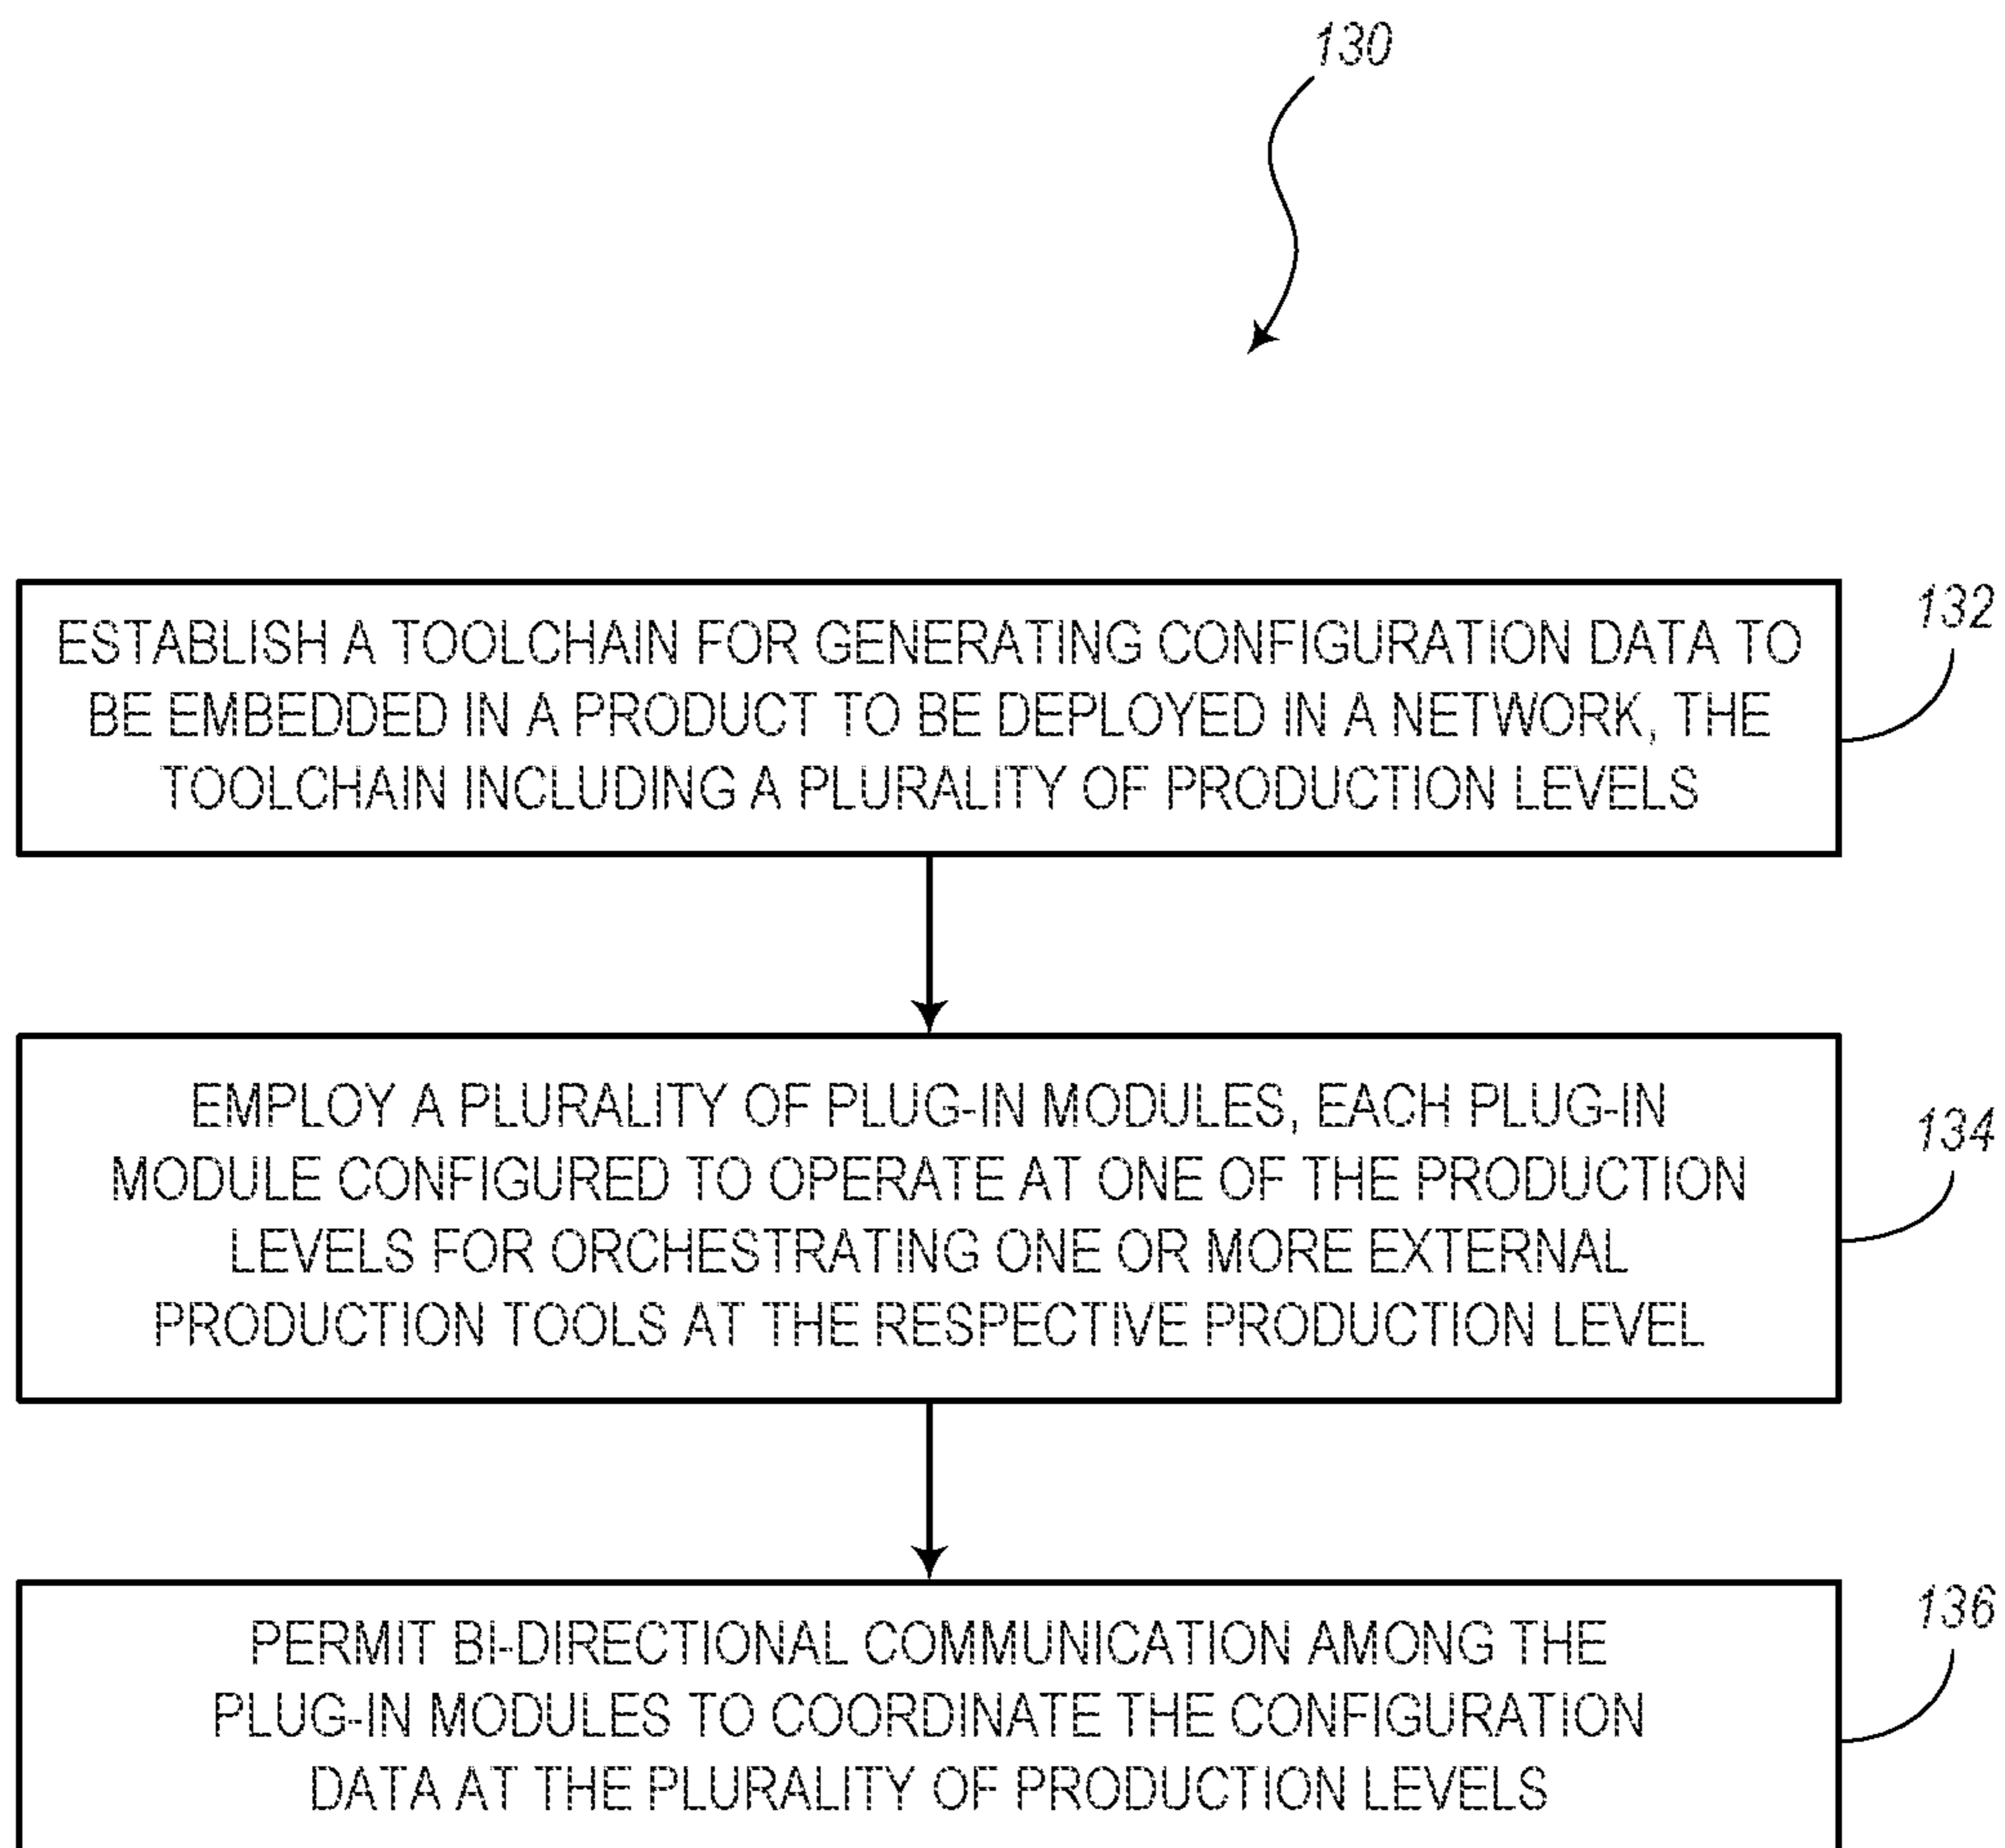 130
ESTABLISH A TOOLCHAIN FOR GENERATING CONFIGURATION DATA TO
BE EMBEDDED IN A PRODUCT TO BE DEPLOYED IN A NETWORK, THE
TOOLCHAIN INCLUDING A PLURALITY OF PRODUCTION LEVELS
132
EMPLOY A PLURALITY OF PLUG-IN MODULES, EACH PLUG-IN
MODULE CONFIGURED TO OPERATE AT ONE OF THE PRODUCTION
LEVELS FOR ORCHESTRATING ONE OR MORE EXTERNAL
PRODUCTION TOOLS AT THE RESPECTIVE PRODUCTION LEVEL
134
PERMIT BI-DIRECTIONAL COMMUNICATION AMONG THE
PLUG-IN MODULES TO COORDINATE THE CONFIGURATION
DATA AT THE PLURALITY OF PRODUCTION LEVELS
136